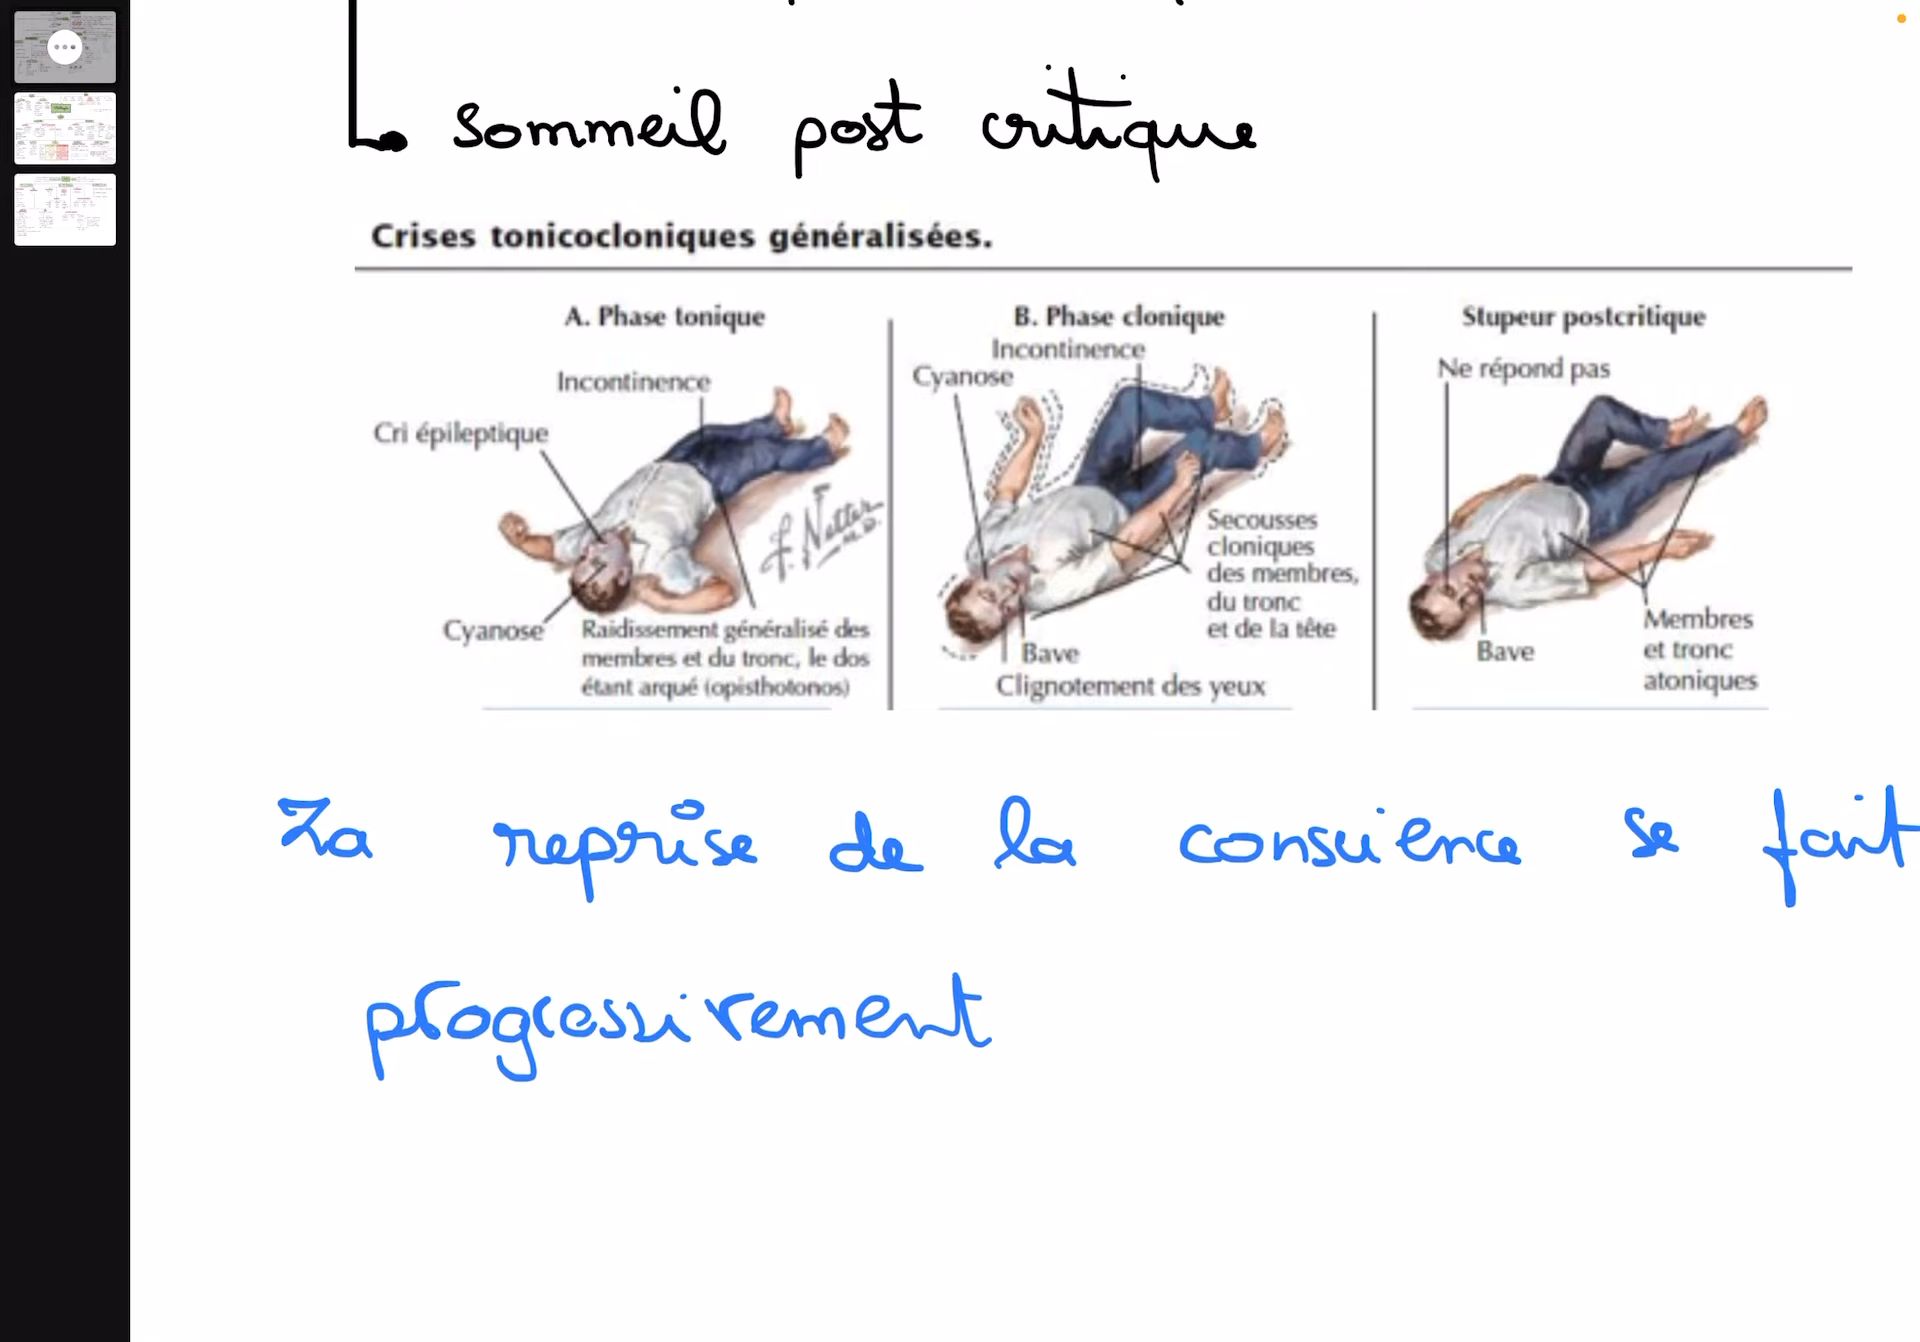 sommeil post critique
Crises tonicocloniques généralisées.
A. Phase tonique
Incontinence
Cri épileptique
Cyanose
Raidissement généralisé des
membres et du tronc, le dos
étant arqué (opisthotonos)
F. Netter
M.D.
B. Phase clonique
Incontinence
Cyanose
Secousses
cloniques
des membres,
du tronc
et de la tête
Bave
Clignotement des yeux
Stupeur postcritique
Ne répond pas
Bave
Membres
et tronc
atoniques
La reprise de la conscience se fait
progressivement